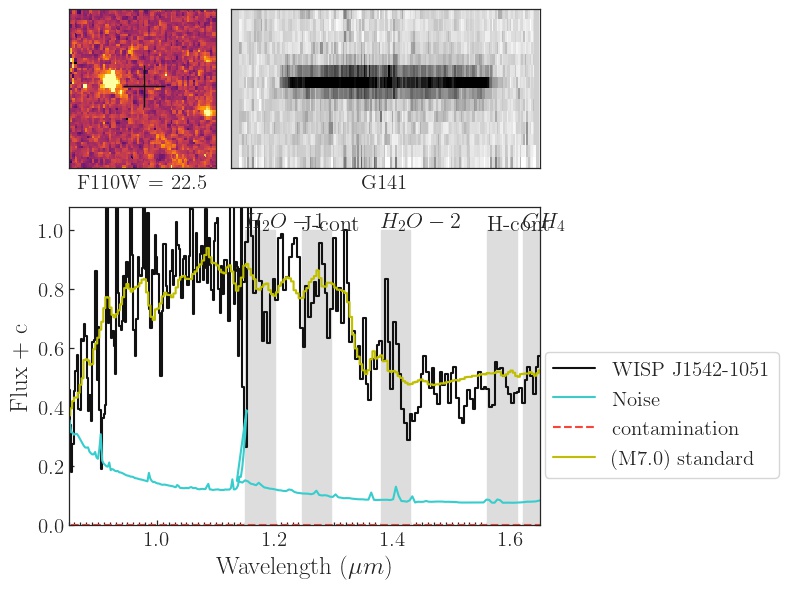 F110W = 22.5
G141
H₂O − 1
J-cont
H₂O − 2
H-cont
CH₄
1.0
0.8
0.6
0.4
0.2
0.0
Flux + c
1.0
1.2
1.4
1.6
Wavelength (μm)
WISP J1542-1051
Noise
contamination
(M7.0) standard